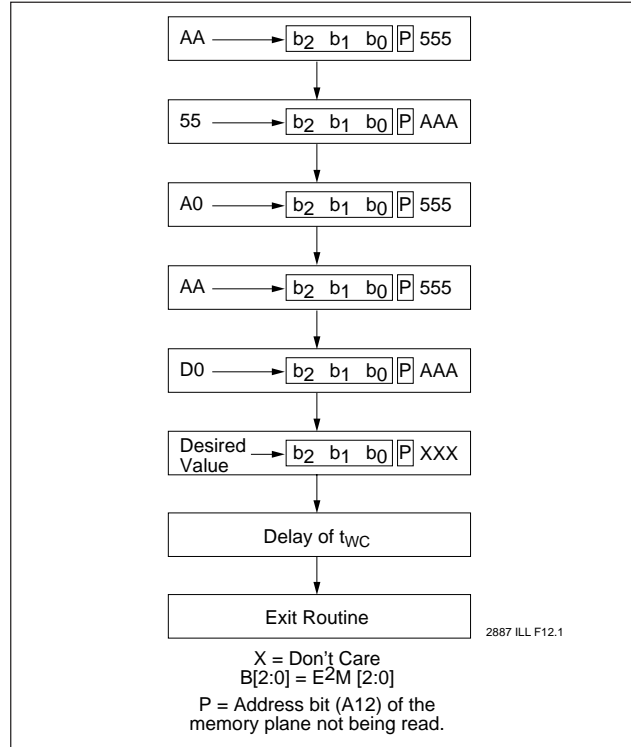 AA b2 b1 b0 P 555
55 b2 b1 b0 P AAA
A0 b2 b1 b0 P 555
AA b2 b1 b0 P 555
D0 b2 b1 b0 P AAA
Desired
Value b2 b1 b0 P XXX
Delay of tWC
Exit Routine
2887 ILL F12.1
X = Don't Care
B[2:0] = E2M [2:0]
P = Address bit (A12) of the
memory plane not being read.